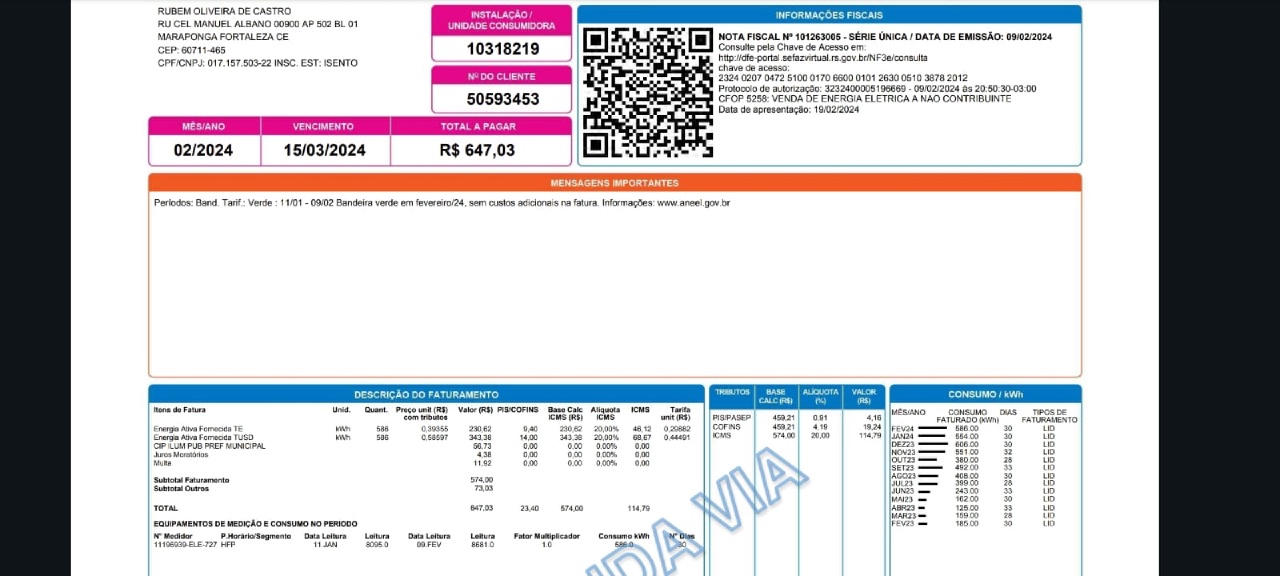 RUBEM OLIVEIRA DE CASTRO
RU CEL MANUEL ALBANO 00900 AP 502 BL 01
MARAPONGA FORTALEZA CE
CEP: 60711-465
CPF/CNPJ: 017.157.503-22 INSC. EST: ISENTO
INSTALAÇÃO /
UNIDADE CONSUMIDORA
10318219
Nº DO CLIENTE
50593453
MÊS/ANO VENCIMENTO TOTAL A PAGAR
02/2024 15/03/2024 R$ 647,03
INFORMAÇÕES FISCAIS
NOTA FISCAL Nº 101263005 - SÉRIE ÚNICA / DATA DE EMISSÃO: 09/02/2024
Consulte pela Chave de Acesso em:
http://dfe-portal.sefazvirtual.rs.gov.br/NF3e/consulta
chave de acesso:
2324 0207 0472 5100 0170 6600 0101 2630 0510 3878 2012
Protocolo de autorização: 3232400005196669 - 09/02/2024 às 20:50:30-03:00
CFOP 5258: VENDA DE ENERGIA ELETRICA A NAO CONTRIBUINTE
Data de apresentação: 19/02/2024
MENSAGENS IMPORTANTES
Períodos: Band. Tarif.: Verde : 11/01 - 09/02 Bandeira verde em fevereiro/24, sem custos adicionais na fatura. Informações: www.aneel.gov.br
DESCRIÇÃO DO FATURAMENTO
Itens de Fatura Unid. Quant. Preço unit (R$) com tributos Valor (R$) PIS/COFINS Base Calc ICMS (R$) Aliquota ICMS ICMS Tarifa unit (R$)
Energia Ativa Fornecida TE kWh 586 0,39355 230,62 9,40 230,62 20,00% 46,12 0,29882
Energia Ativa Fornecida TUSD kWh 586 0,58597 343,38 14,00 343,38 20,00% 68,67 0,44491
CIP ILUM PUB PREF MUNICIPAL 56,73 0,00 0,00 0,00% 0,00
Juros Moratórios 4,38 0,00 0,00 0,00% 0,00
Multa 11,92 0,00 0,00 0,00% 0,00
Subtotal Faturamento 574,00
Subtotal Outros 73,03
TOTAL 647,03 23,40 574,00 114,79
EQUIPAMENTOS DE MEDIÇÃO E CONSUMO NO PERIODO
N° Medidor P.Horário/Segmento Data Leitura Leitura Data Leitura Leitura Fator Multiplicador Consumo kWh N° Dias
11196939-ELE-727 HFP 11.JAN 8095.0 09.FEV 8681.0 1.0 586.0 30
TRIBUTOS BASE CALC (R$) ALÍQUOTA (%) VALOR (R$)
PIS/PASEP 459,21 0.91 4,16
COFINS 459,21 4,19 19,24
ICMS 574,00 20,00 114,79
CONSUMO / kWh
MÊS/ANO CONSUMO FATURADO (kWh) DIAS TIPOS DE FATURAMENTO
FEV24 586.00 30 LID
JAN24 554.00 30 LID
DEZ23 606.00 30 LID
NOV23 551.00 32 LID
OUT23 380.00 28 LID
SET23 492.00 33 LID
AGO23 408.00 30 LID
JUL23 399.00 28 LID
JUN23 243.00 33 LID
MAI23 162.00 30 LID
ABR23 125.00 33 LID
MAR23 159.00 28 LID
FEV23 185.00 30 LID
NDA VIA